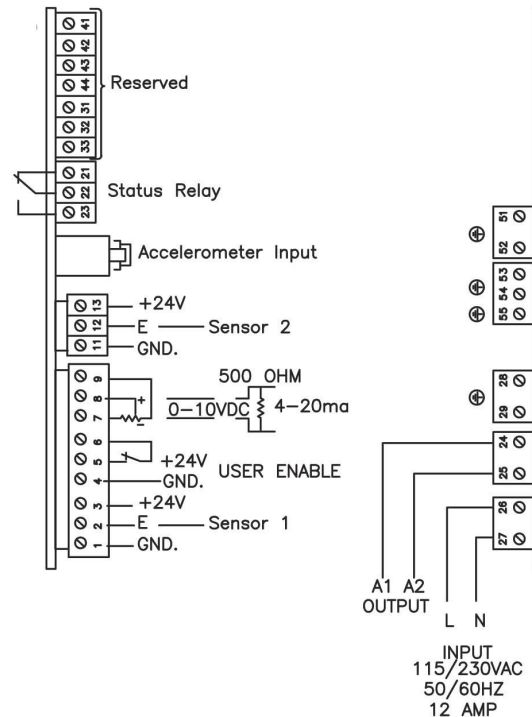 41
42
43
44
31
32
33
Reserved
21
22
23
Status Relay
Accelerometer Input
13 +24V
12 E Sensor 2
11 GND.
9
8 +
7 −
500 OHM
0−10VDC 4−20ma
6
5 +24V
4 GND.
USER ENABLE
3 +24V
2 E Sensor 1
1 GND.
51
52
53
54
55
28
29
24
25
26
27
A1 A2
OUTPUT
L N
INPUT
115/230VAC
50/60HZ
12 AMP